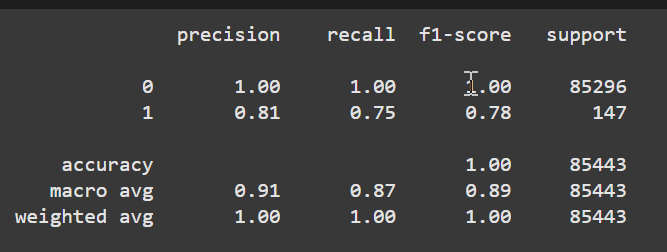 precision recall f1-score support
0 1.00 1.00 1.00 85296
1 0.81 0.75 0.78 147
accuracy 1.00 85443
macro avg 0.91 0.87 0.89 85443
weighted avg 1.00 1.00 1.00 85443